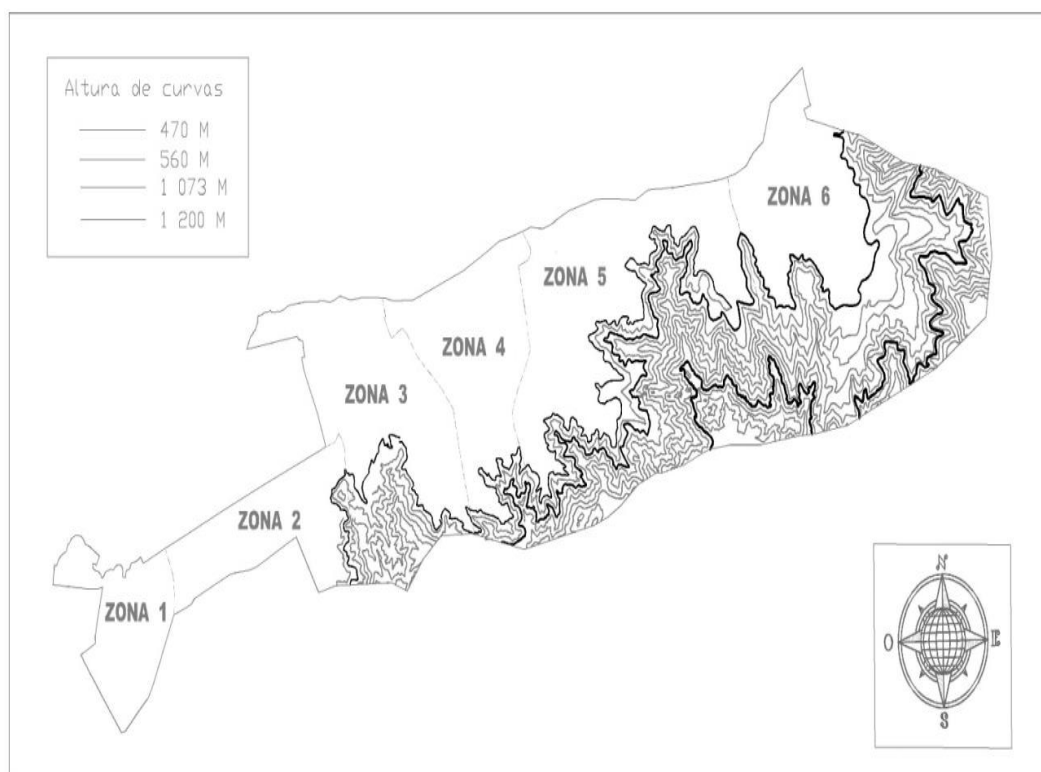 Altura de curvas
470 M
560 M
1 073 M
1 200 M
ZONA 6
ZONA 5
ZONA 4
ZONA 3
ZONA 2
ZONA 1
N
O
E
S